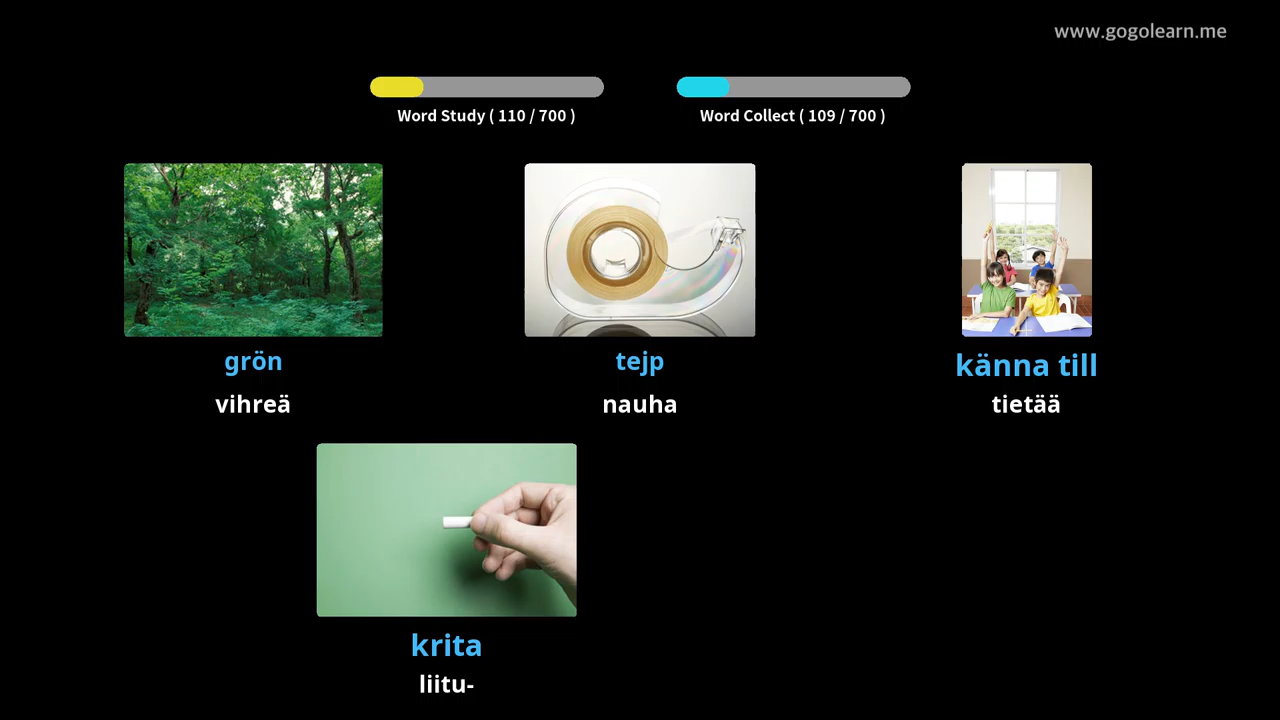 www.gogolearn.me
Word Study ( 110 / 700 )
Word Collect ( 109 / 700 )
grön
vihreä
tejp
nauha
känna till
tietää
krita
liitu-